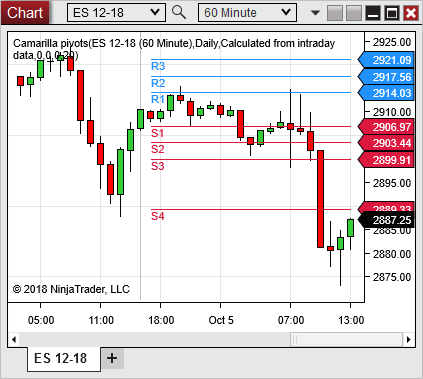 Chart ES 12-18 60 Minute
Camarilla pivots(ES 12-18 (60 Minute),Daily,Calculated from intraday
data,0,0,0,20)
2925.00
R3 2921.09
R2 2917.56
R1 2914.03
2910.00
S1 2906.97
S2 2903.44
S3 2899.91
2895.00
2890.00
S4 2889.33
2887.25
2885.00
2880.00
2875.00
© 2018 NinjaTrader, LLC
05:00 11:00 18:00 Oct 5 07:00 13:00
ES 12-18 +